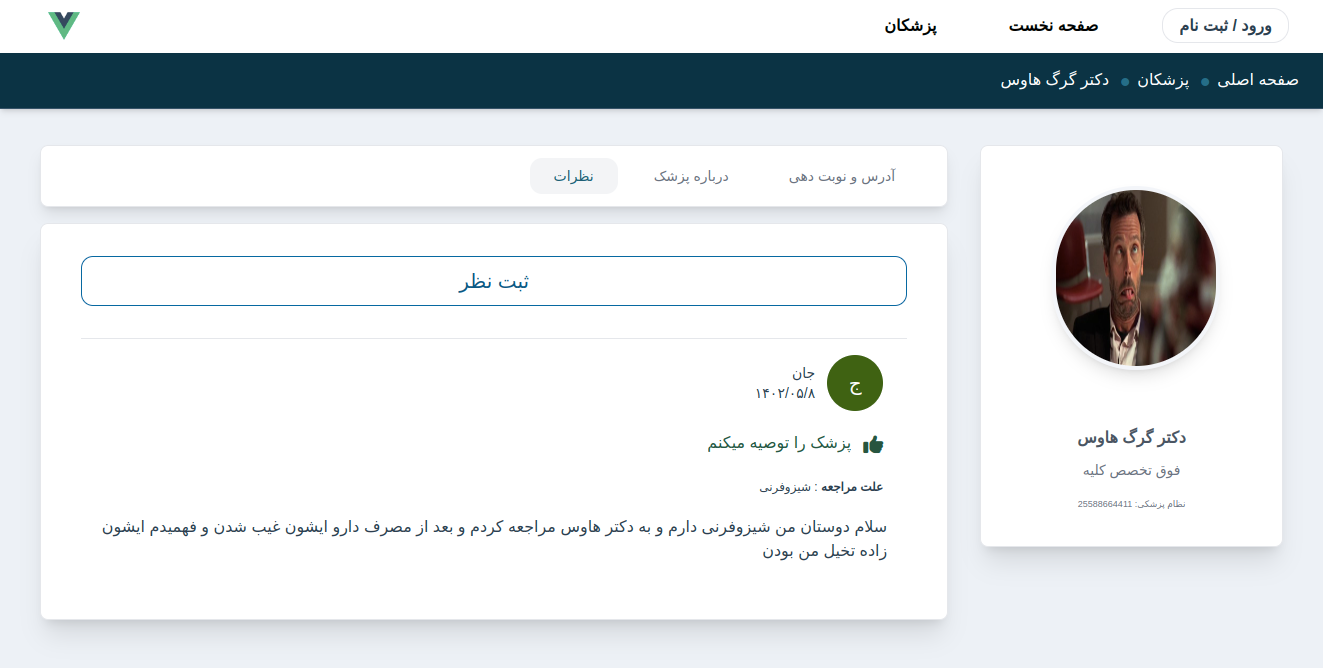 ورود / ثبت نام
صفحه نخست
پزشکان
صفحه اصلی
پزشکان
دکتر گرگ هاوس
دکتر گرگ هاوس
فوق تخصص کلیه
نظام پزشکی: 25588664411
آدرس و نوبت دهی
درباره پزشک
نظرات
ثبت نظر
ج
جان
۱۴۰۲/۰۵/۸
پزشک را توصیه میکنم
علت مراجعه : شیزوفرنی
سلام دوستان من شیزوفرنی دارم و به دکتر هاوس مراجعه کردم و بعد از مصرف دارو ایشون غیب شدن و فهمیدم ایشون
زاده تخیل من بودن